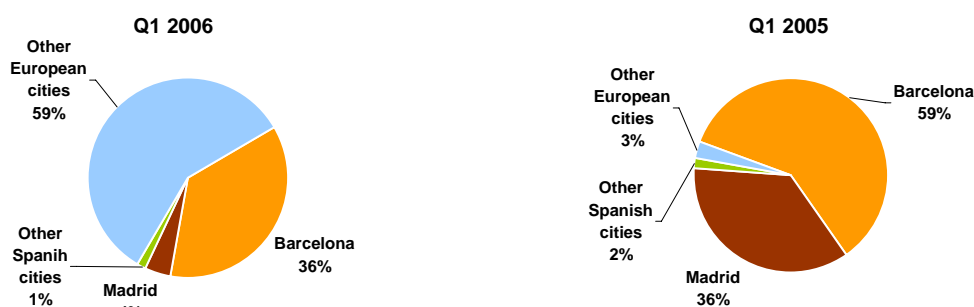 Q1 2006
Other
European
cities
59%
Barcelona
36%
Madrid
Other
Spanih
cities
1%
Q1 2005
Other
European
cities
3%
Barcelona
59%
Other
Spanish
cities
2%
Madrid
36%